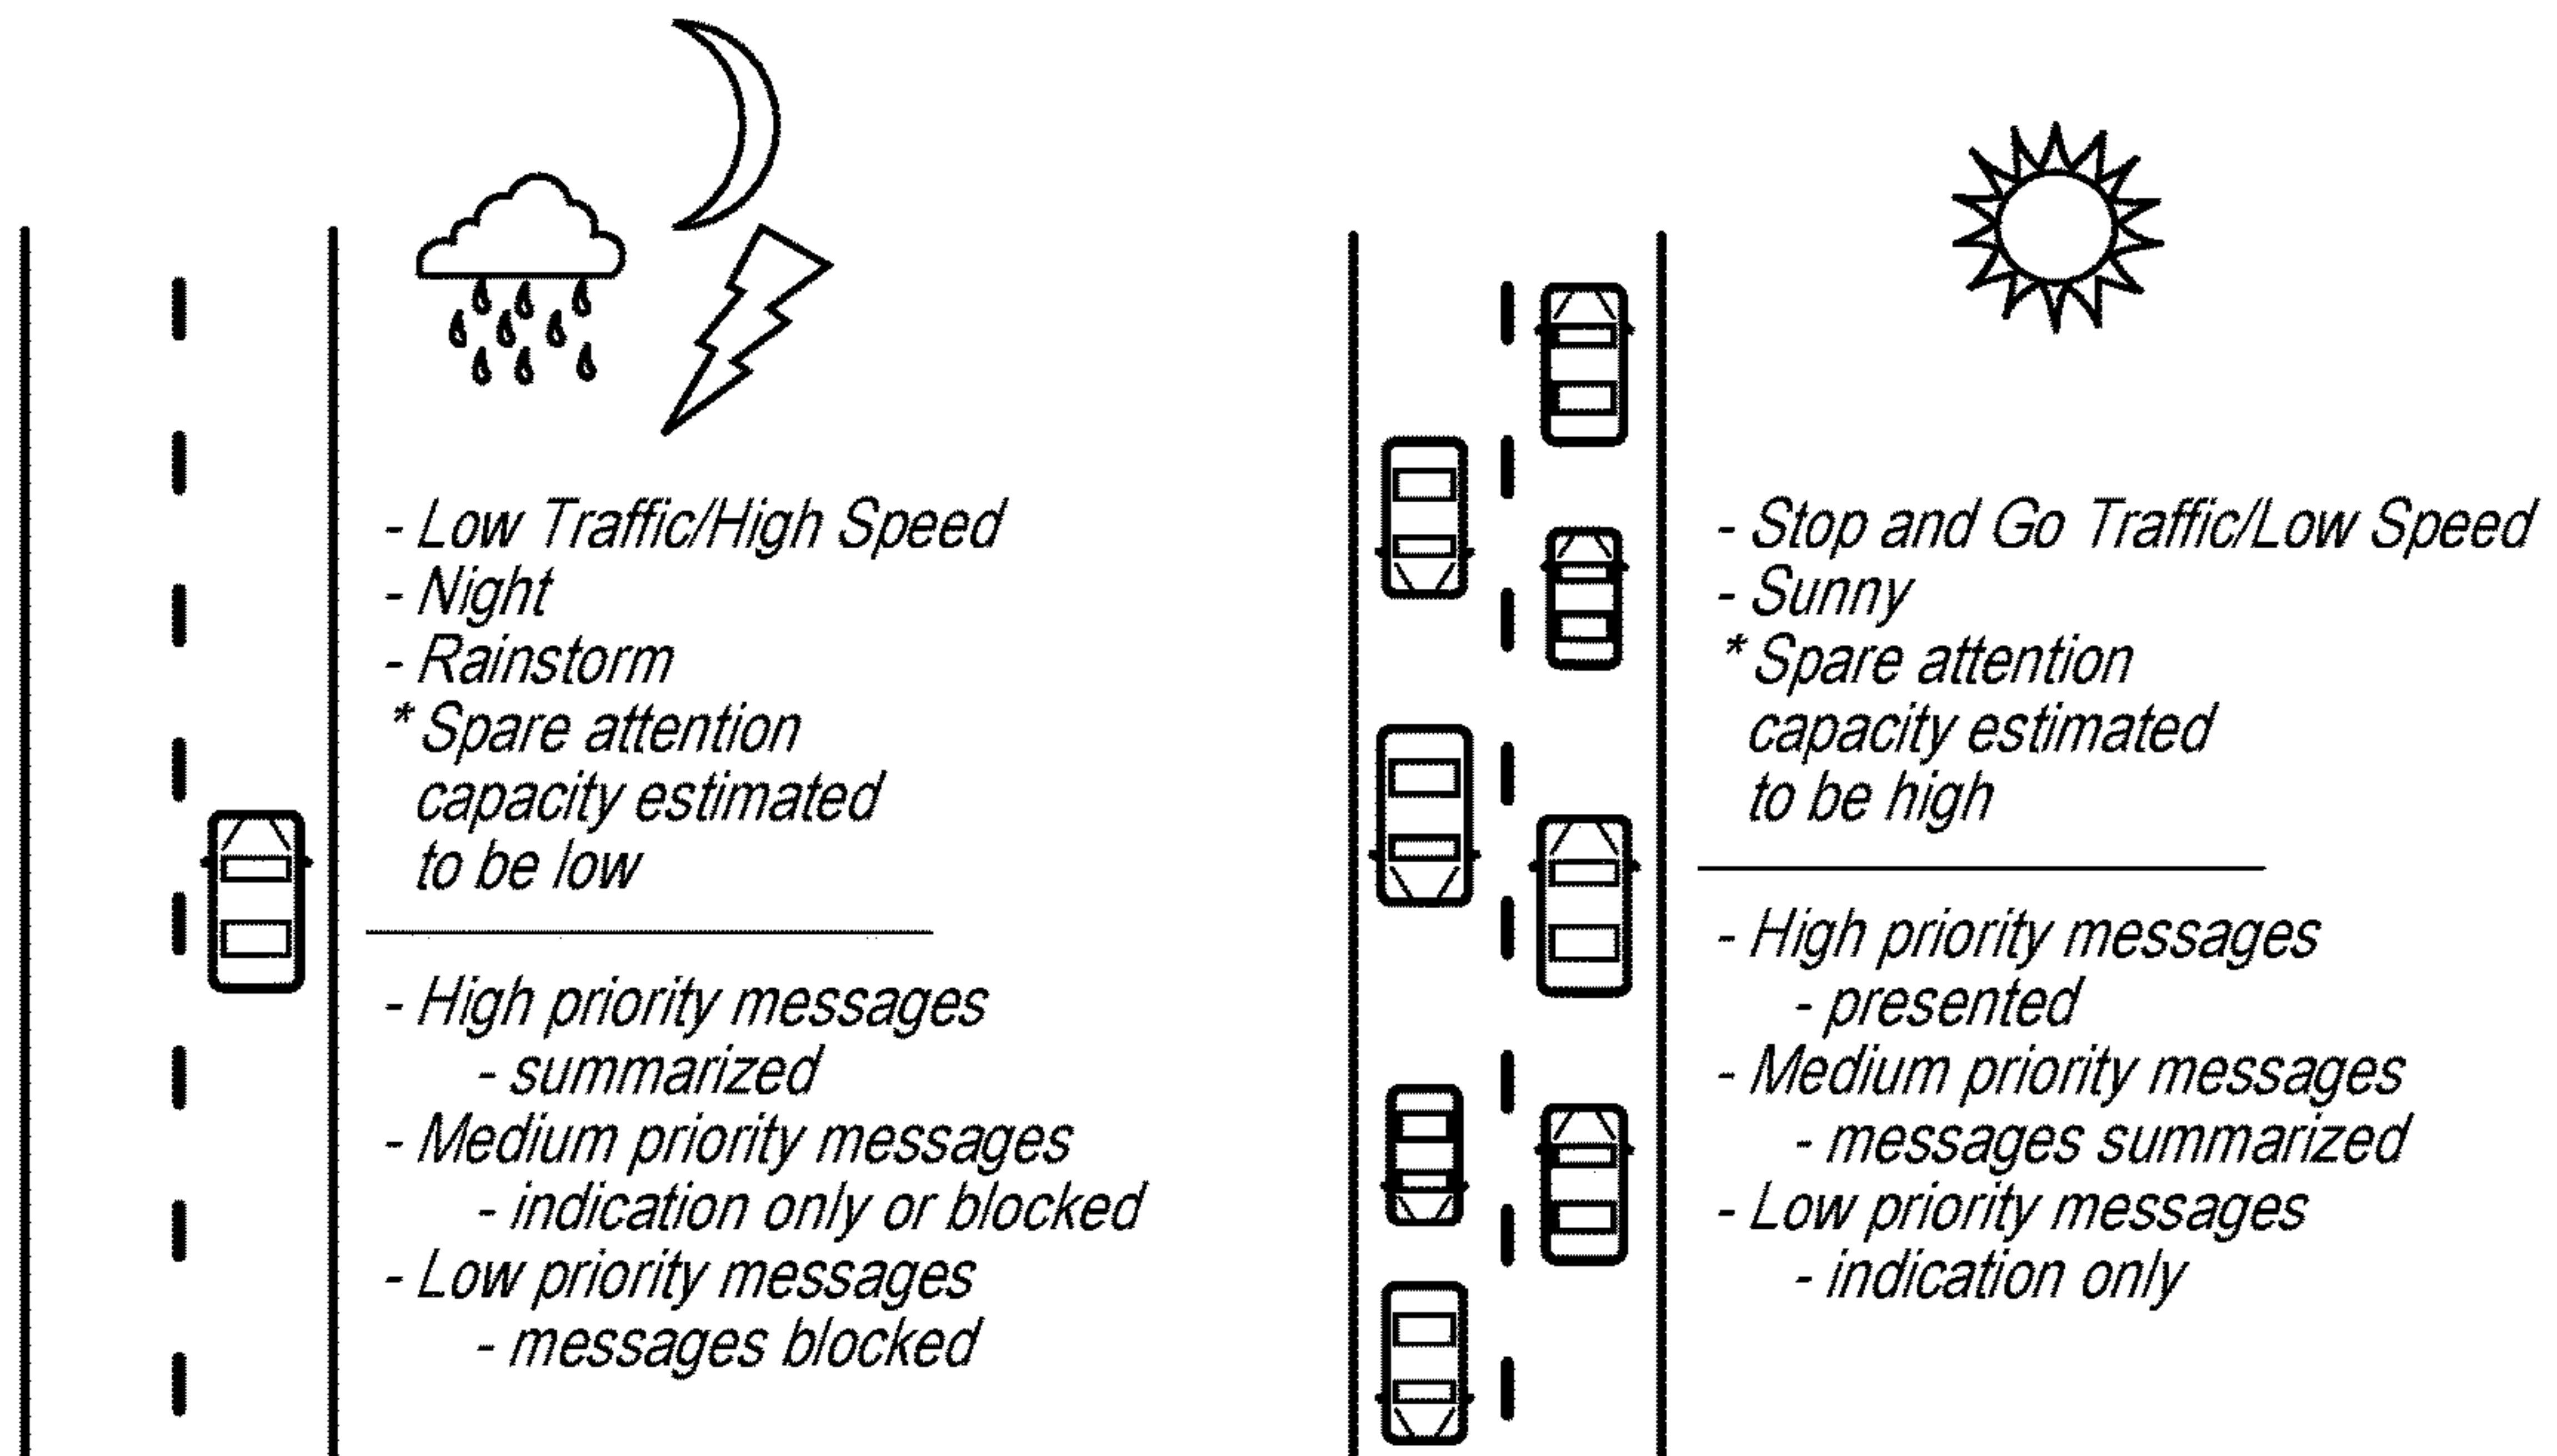 - Low Traffic/High Speed
- Night
- Rainstorm
* Spare attention
capacity estimated
to be low
- High priority messages
- summarized
- Medium priority messages
- indication only or blocked
- Low priority messages
- messages blocked
- Stop and Go Traffic/Low Speed
- Sunny
* Spare attention
capacity estimated
to be high
- High priority messages
- presented
- Medium priority messages
- messages summarized
- Low priority messages
- indication only